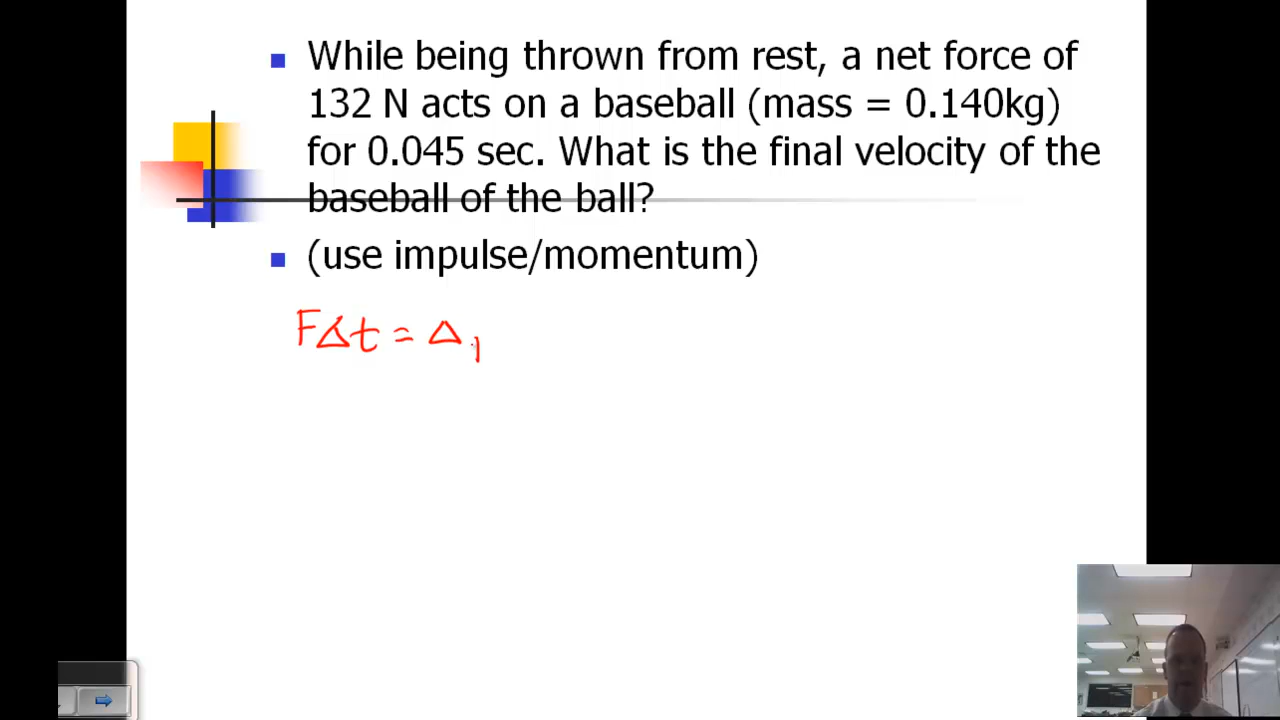 While being thrown from rest, a net force of
132 N acts on a baseball (mass = 0.140kg)
for 0.045 sec. What is the final velocity of the
baseball of the ball?
(use impulse/momentum)
FΔt = Δ